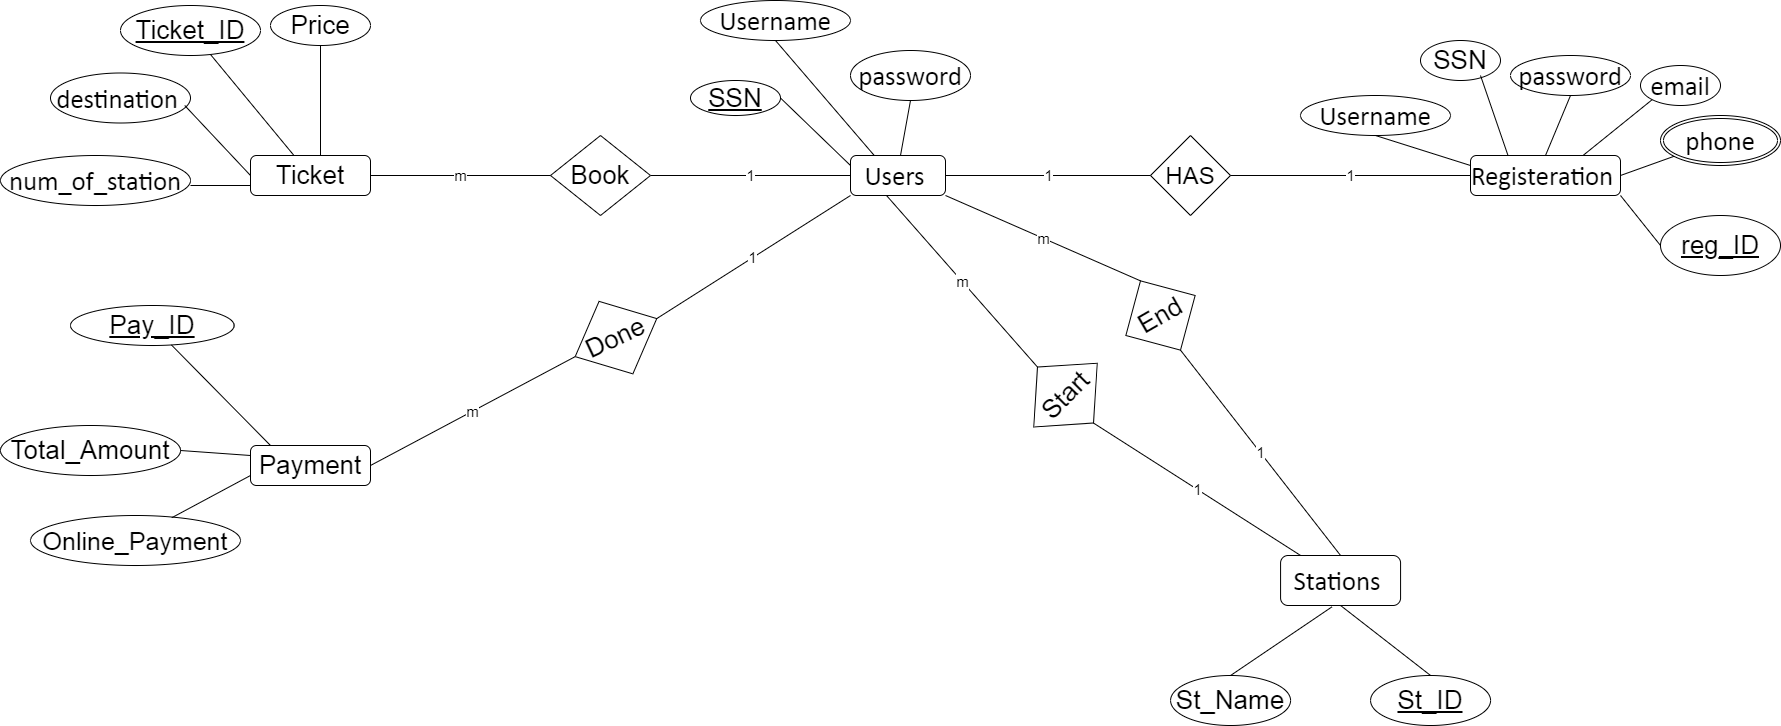 Ticket_ID
Price
destination
num_of_station
Ticket
m
Book
1
Username
password
SSN
Users
1
HAS
1
SSN
password
email
Username
phone
Registeration
reg_ID
1
Done
m
Pay_ID
Total_Amount
Payment
Online_Payment
m
End
1
m
Start
1
Stations
St_Name
St_ID